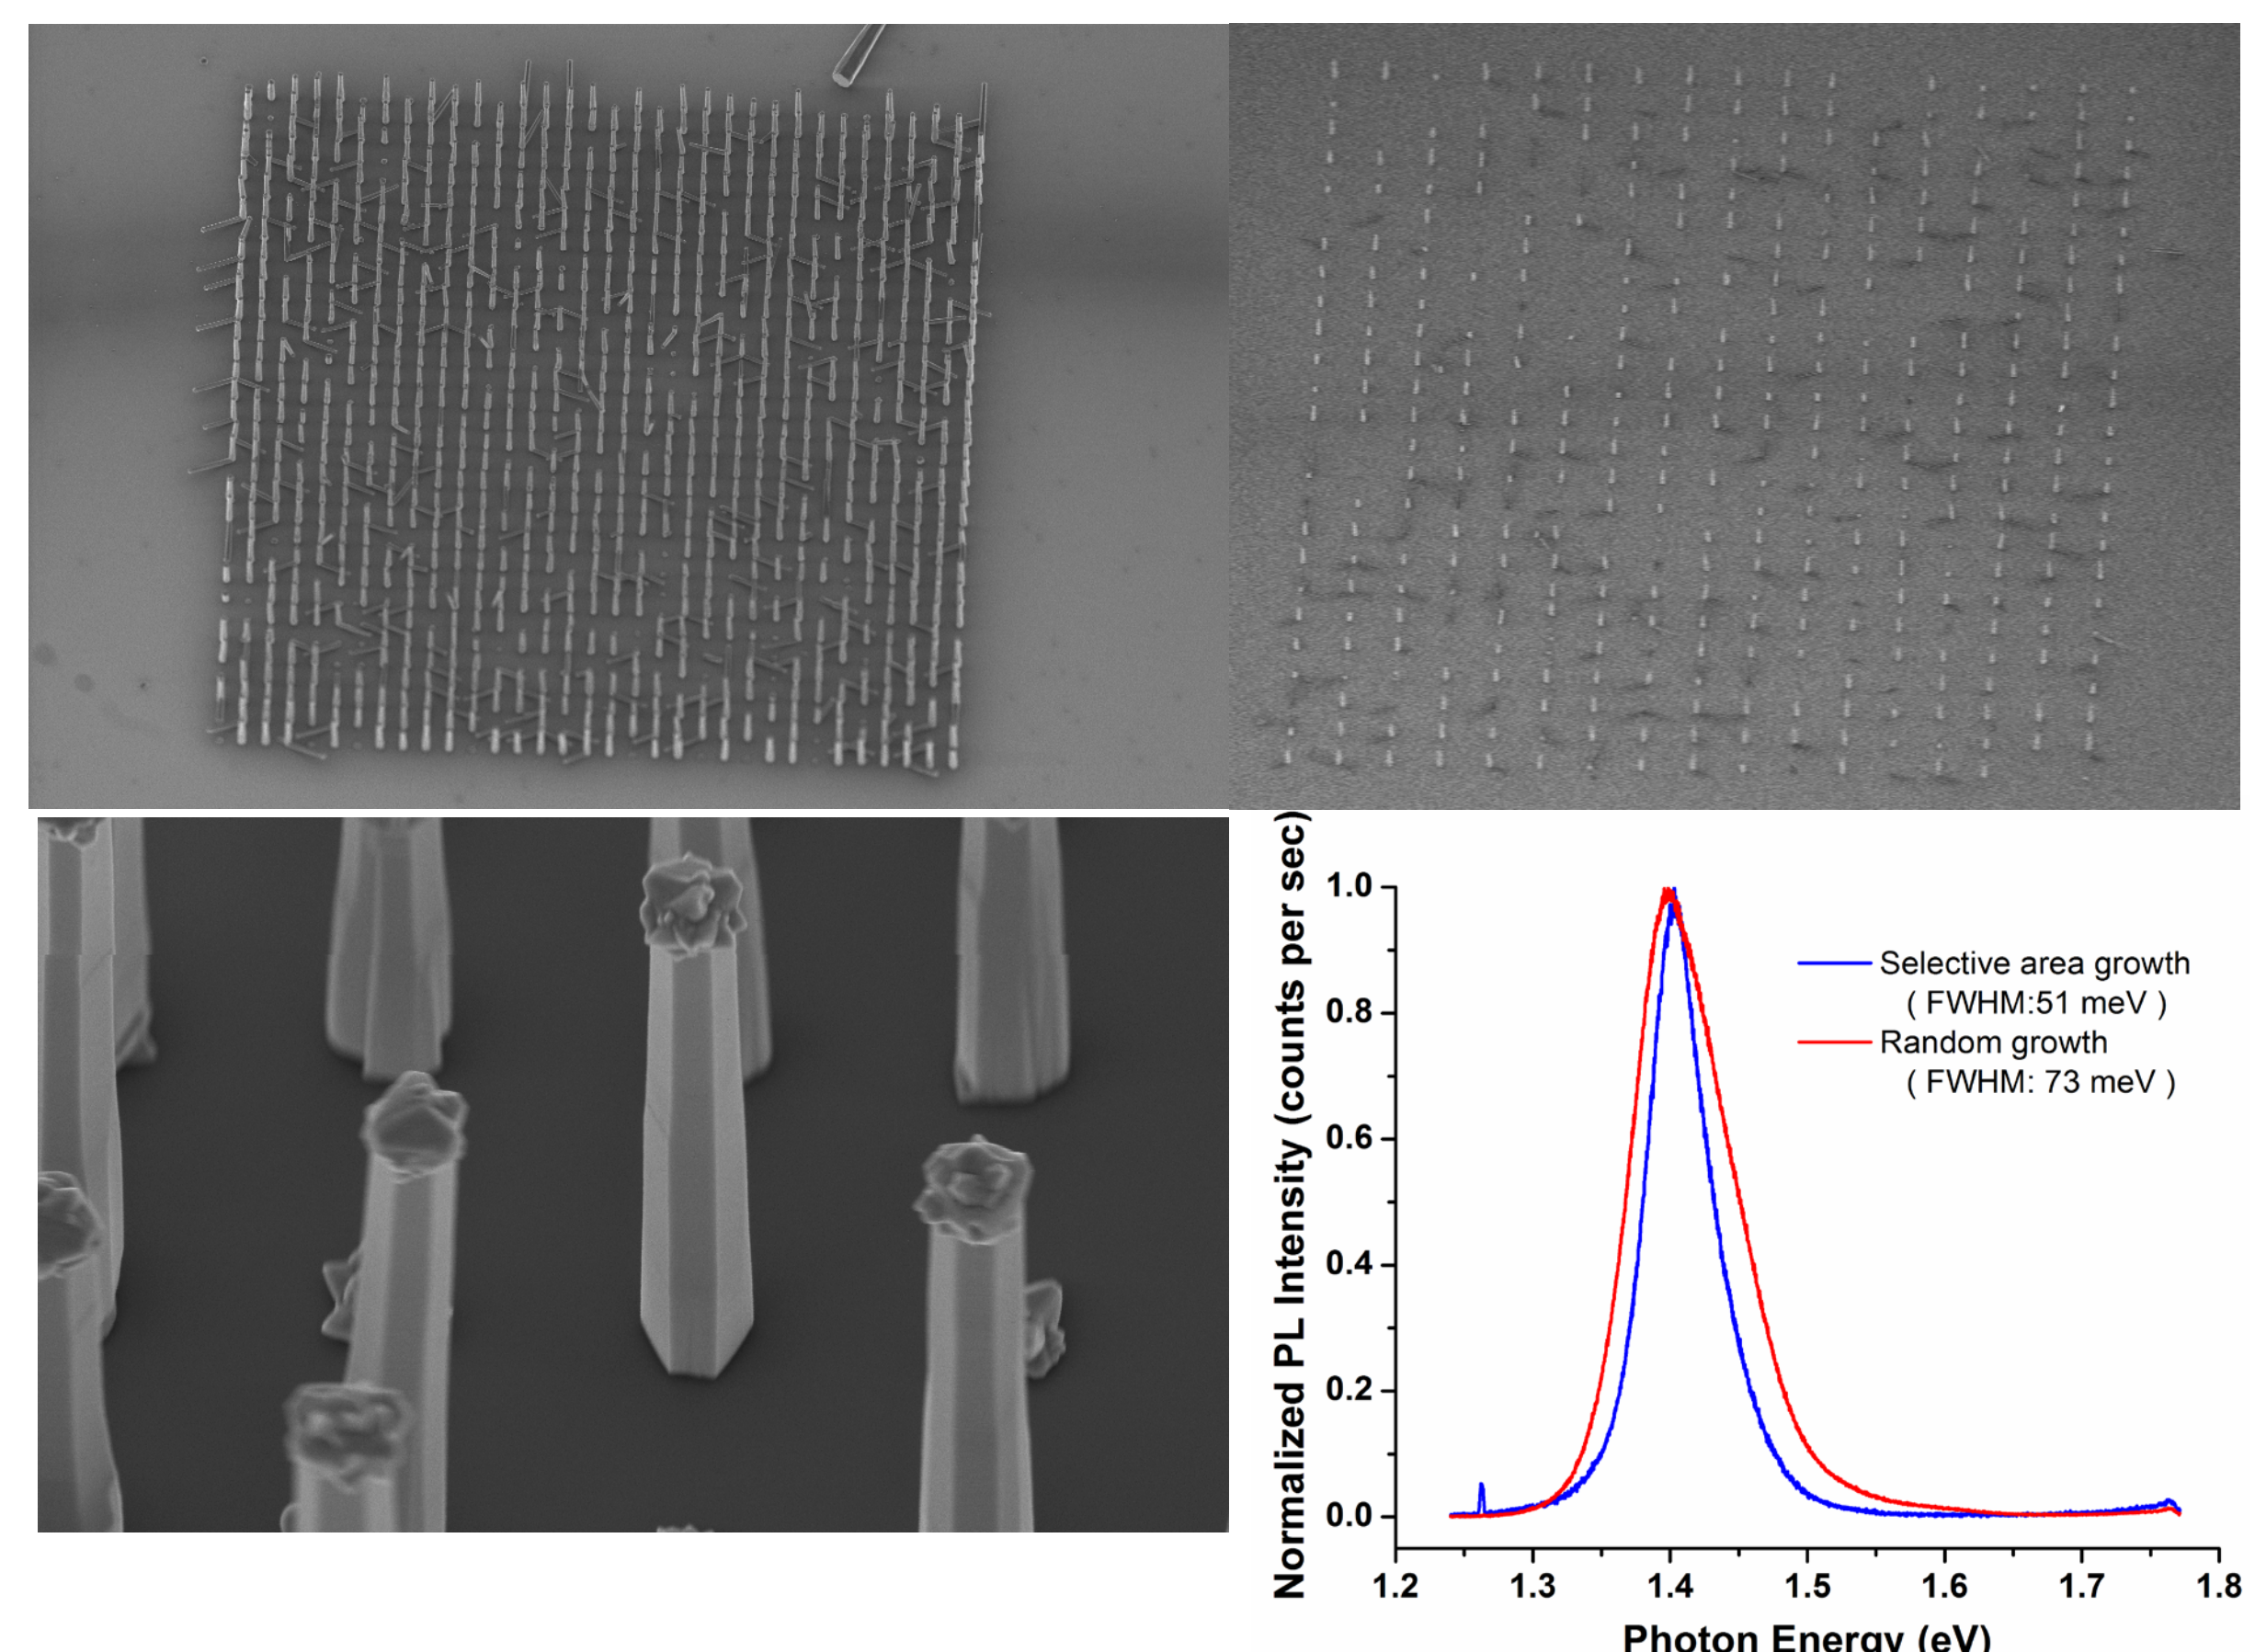 Normalized PL Intensity (counts per sec)
1.0
0.8
0.6
0.4
0.2
0.0
Selective area growth
( FWHM:51 meV )
Random growth
( FWHM: 73 meV )
1.2 1.3 1.4 1.5 1.6 1.7 1.8
Photon Energy (eV)